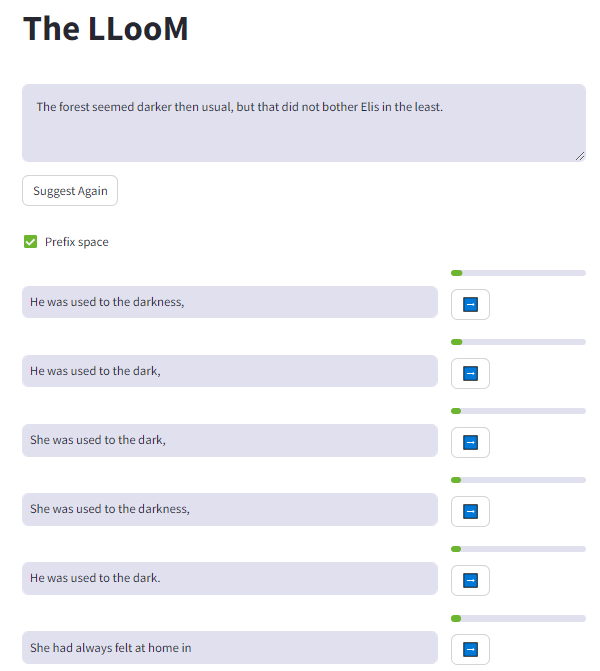 The LLooM
The forest seemed darker then usual, but that did not bother Elis in the least.
Suggest Again
Prefix space
He was used to the darkness,
He was used to the dark,
She was used to the dark,
She was used to the darkness,
He was used to the dark.
She had always felt at home in